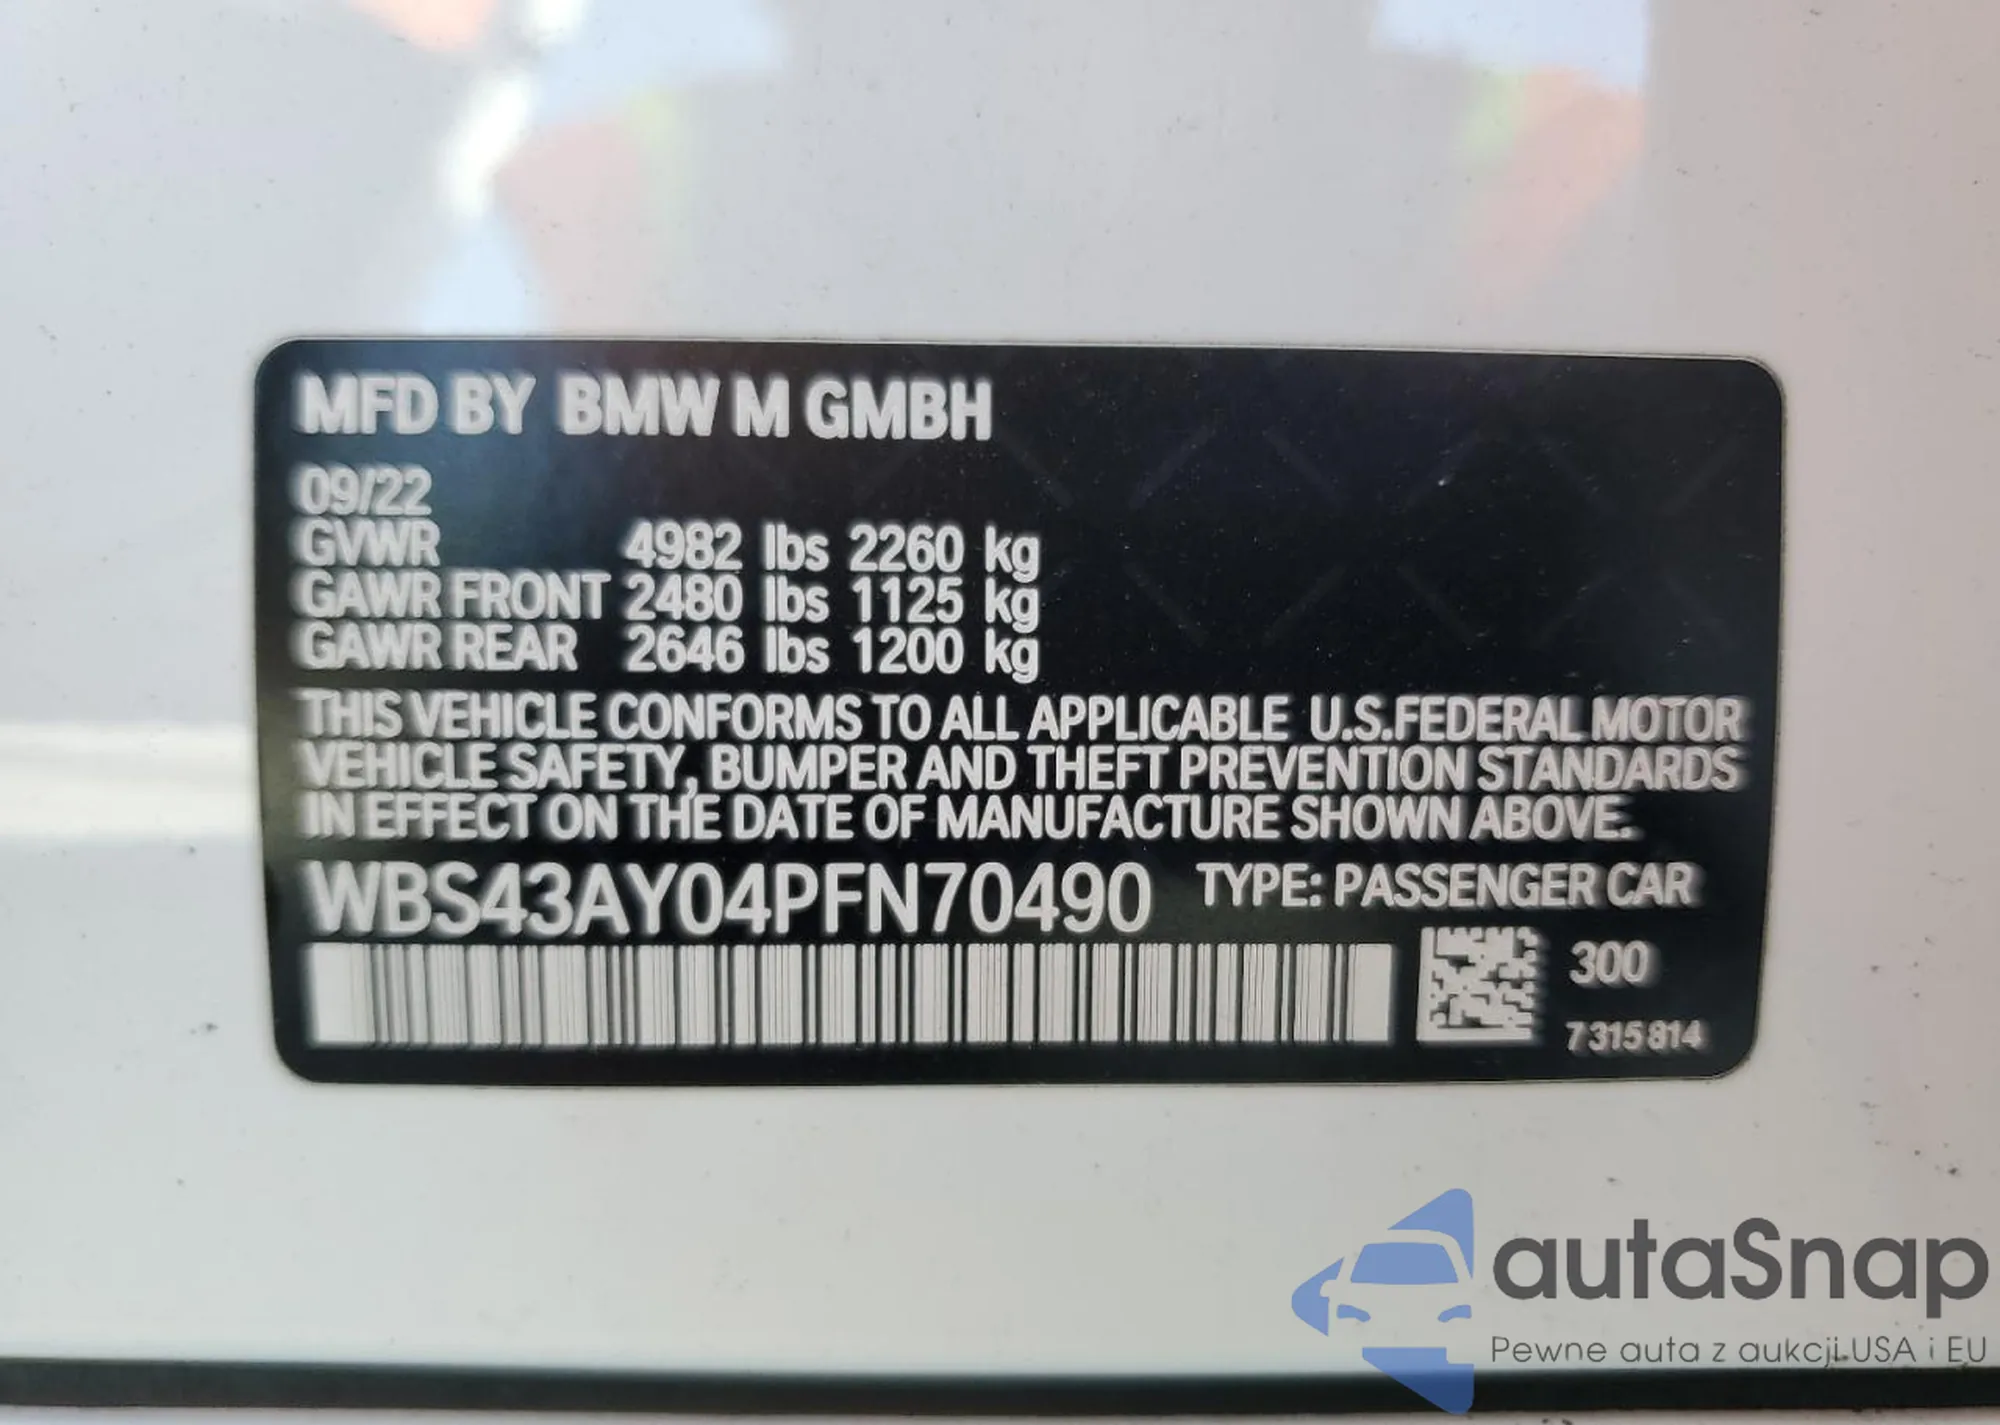 MFD BY BMW M GMBH
09/22
GVWR 4982 lbs 2260 kg
GAWR FRONT 2480 lbs 1125 kg
GAWR REAR 2646 lbs 1200 kg
THIS VEHICLE CONFORMS TO ALL APPLICABLE U.S.FEDERAL MOTOR
VEHICLE SAFETY, BUMPER AND THEFT PREVENTION STANDARDS
IN EFFECT ON THE DATE OF MANUFACTURE SHOWN ABOVE.
WBS43AY04PFN70490 TYPE: PASSENGER CAR
300
7 315 814
autaSnap
Pewne auta z aukcji USA i EU